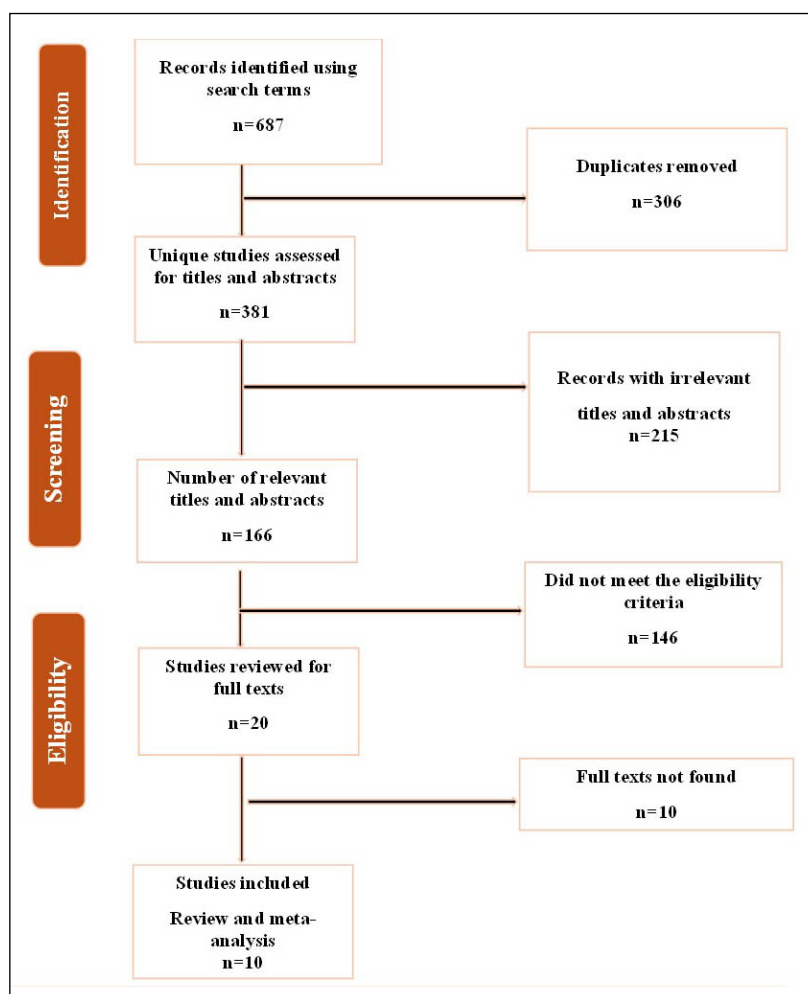 Identification
Records identified using
search terms
n=687
Duplicates removed
n=306
Unique studies assessed
for titles and abstracts
n=381
Screening
Records with irrelevant
titles and abstracts
n=215
Number of relevant
titles and abstracts
n=166
Eligibility
Did not meet the eligibility
criteria
n=146
Studies reviewed for
full texts
n=20
Full texts not found
n=10
Studies included
Review and meta-
analysis
n=10